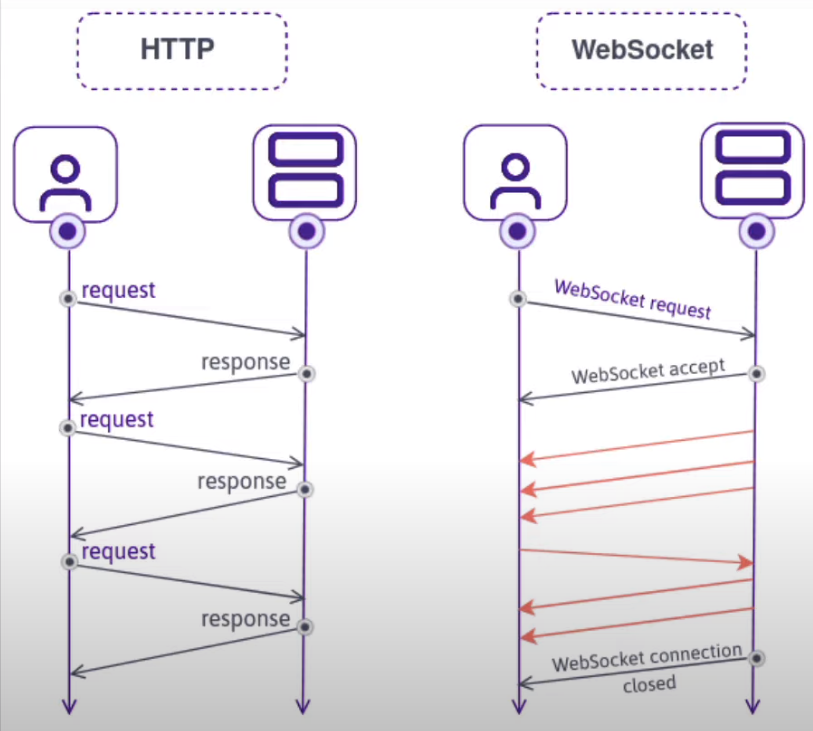 HTTP
WebSocket
request
response
request
response
request
response
WebSocket request
WebSocket accept
WebSocket connection
closed